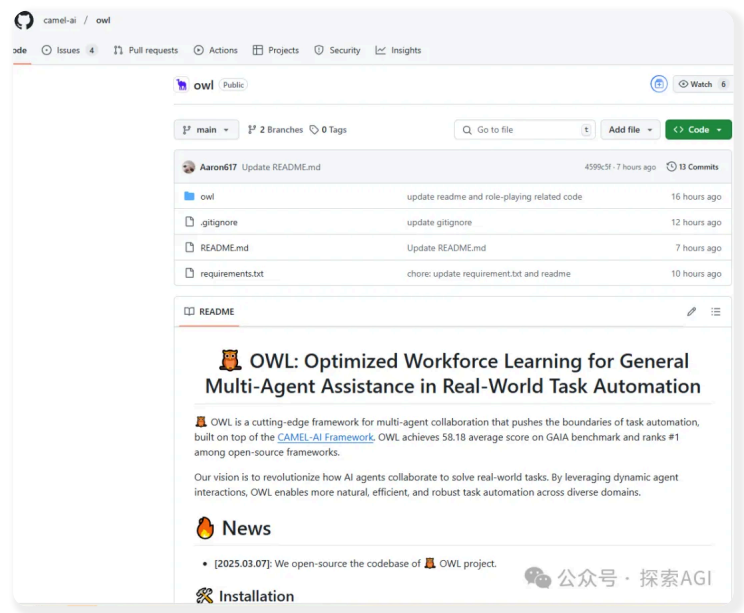 camel-ai / owl
ode Issues 4 Pull requests Actions Projects Security Insights
owl Public Watch 6
main 2 Branches 0 Tags Go to file t Add file Code
Aaron617 Update README.md 4599c5f · 7 hours ago 13 Commits
owl update readme and role-playing related code 16 hours ago
.gitignore update gitignore 12 hours ago
README.md Update README.md 7 hours ago
requirements.txt chore: update requirement.txt and readme 10 hours ago
README
OWL: Optimized Workforce Learning for General
Multi-Agent Assistance in Real-World Task Automation
OWL is a cutting-edge framework for multi-agent collaboration that pushes the boundaries of task automation,
built on top of the CAMEL-AI Framework. OWL achieves 58.18 average score on GAIA benchmark and ranks #1
among open-source frameworks.
Our vision is to revolutionize how AI agents collaborate to solve real-world tasks. By leveraging dynamic agent
interactions, OWL enables more natural, efficient, and robust task automation across diverse domains.
News
• [2025.03.07]: We open-source the codebase of OWL project.
公众号 · 探索AGI
Installation